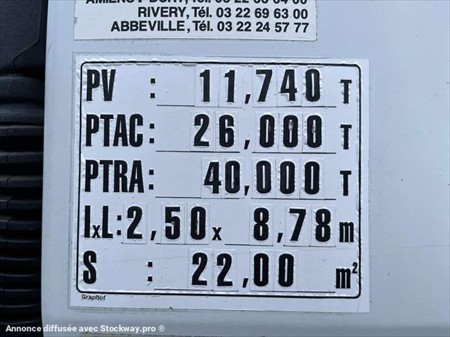 RIVERY, Tél. 03 22 69 63 00
ABBEVILLE, Tél. 03 22 24 57 77
PV : 11,740 T
PTAC : 26,000 T
PTRA : 40,000 T
lxL : 2,50 x 8,78 m
S : 22,00 m²
Graphof
Annonce diffusée avec Stockway.pro ®